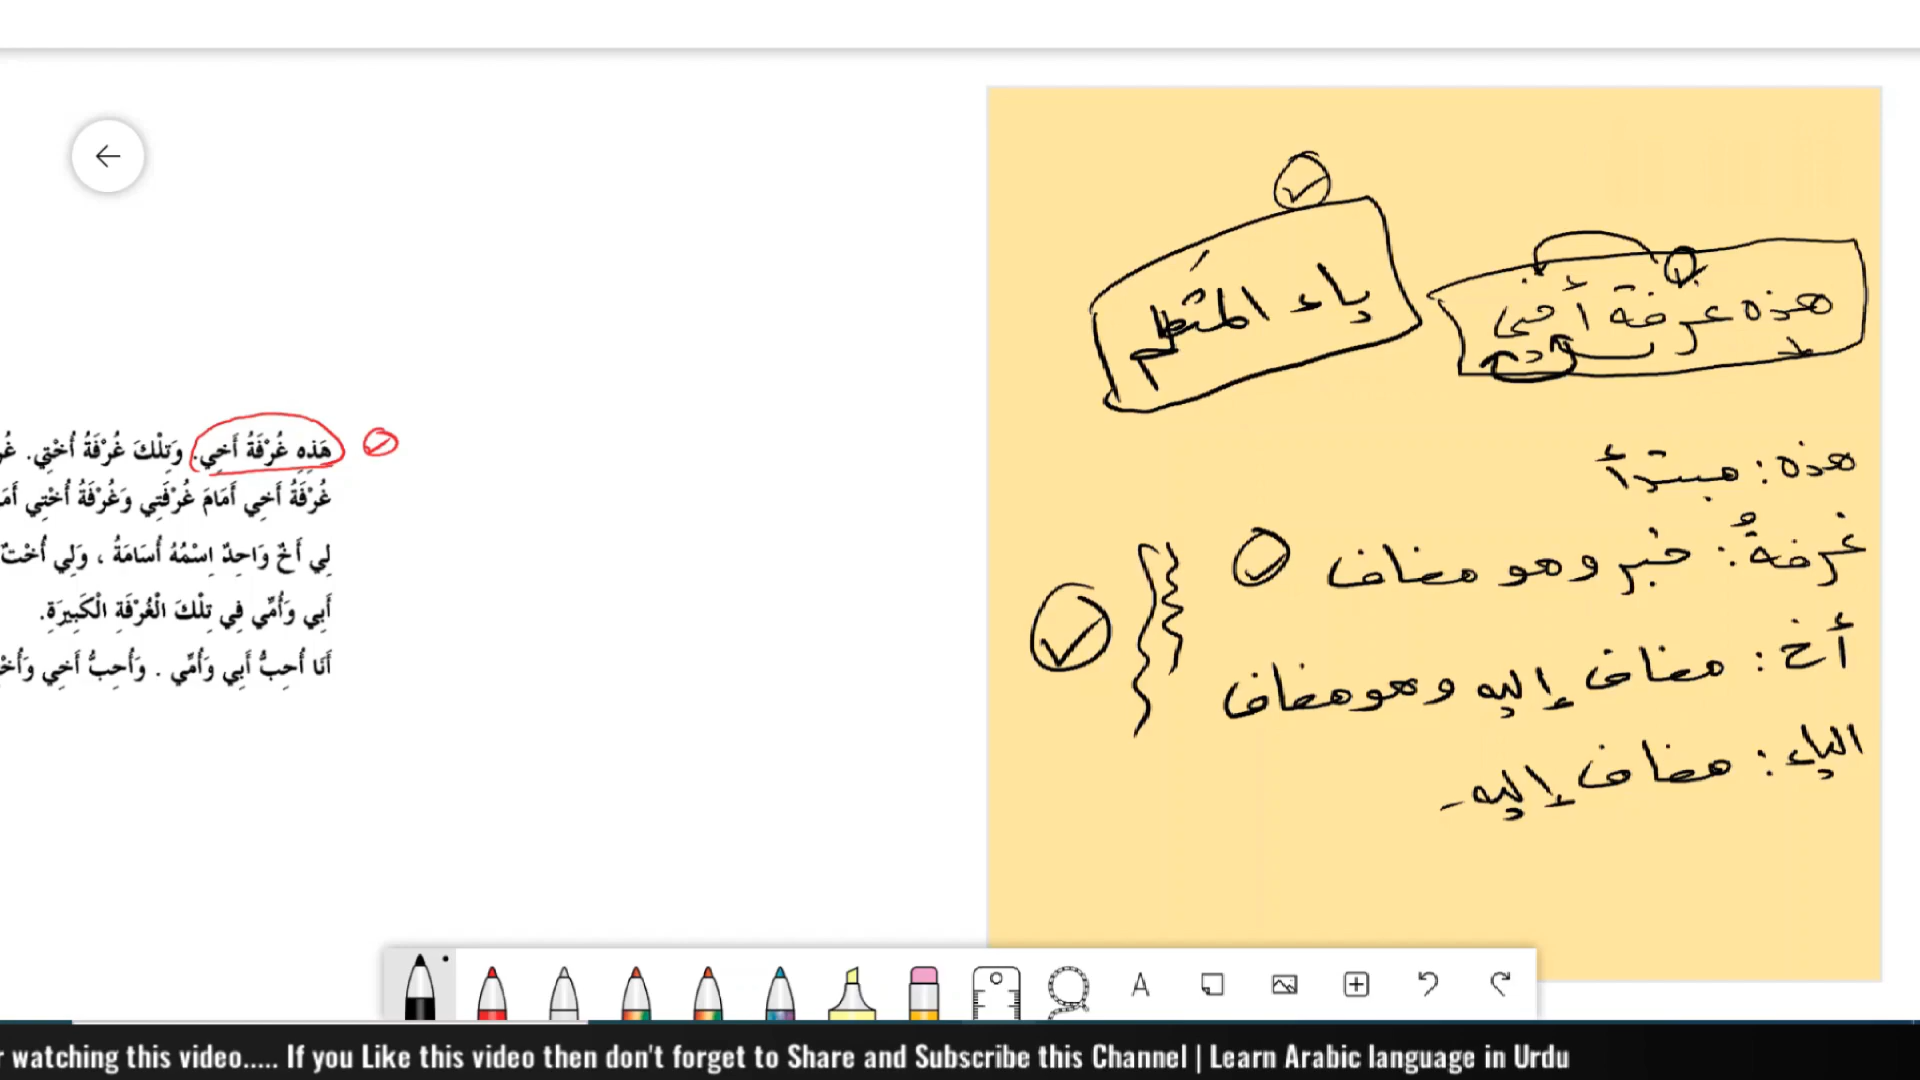 هَذِهِ غُرْفَةُ أَخِي. وَتِلْكَ غُرْفَةُ أُخْتِي.
غُرْفَةُ أَخِي أَمَامَ غُرْفَتِي وَغُرْفَةُ أُخْتِي
لِي أَخٌ وَاحِدٌ اِسْمُهُ أُسَامَةُ ، وَلِي أُخْتٌ
أَبِي وَأُمِّي فِي تِلْكَ الْغُرْفَةِ الْكَبِيرَةِ.
أَنَا أُحِبُّ أَبِي وَأُمِّي . وَأُحِبُّ أَخِي
هذه غرفة أخي
ياء المتكلم
هذه: مبتدأ
غرفةُ: خبر وهو مضاف
أخ: مضاف إليه وهو مضاف
الياء: مضاف إليه
A
watching this video..... If you Like this video then don't forget to Share and Subscribe this Channel | Learn Arabic language in Urdu